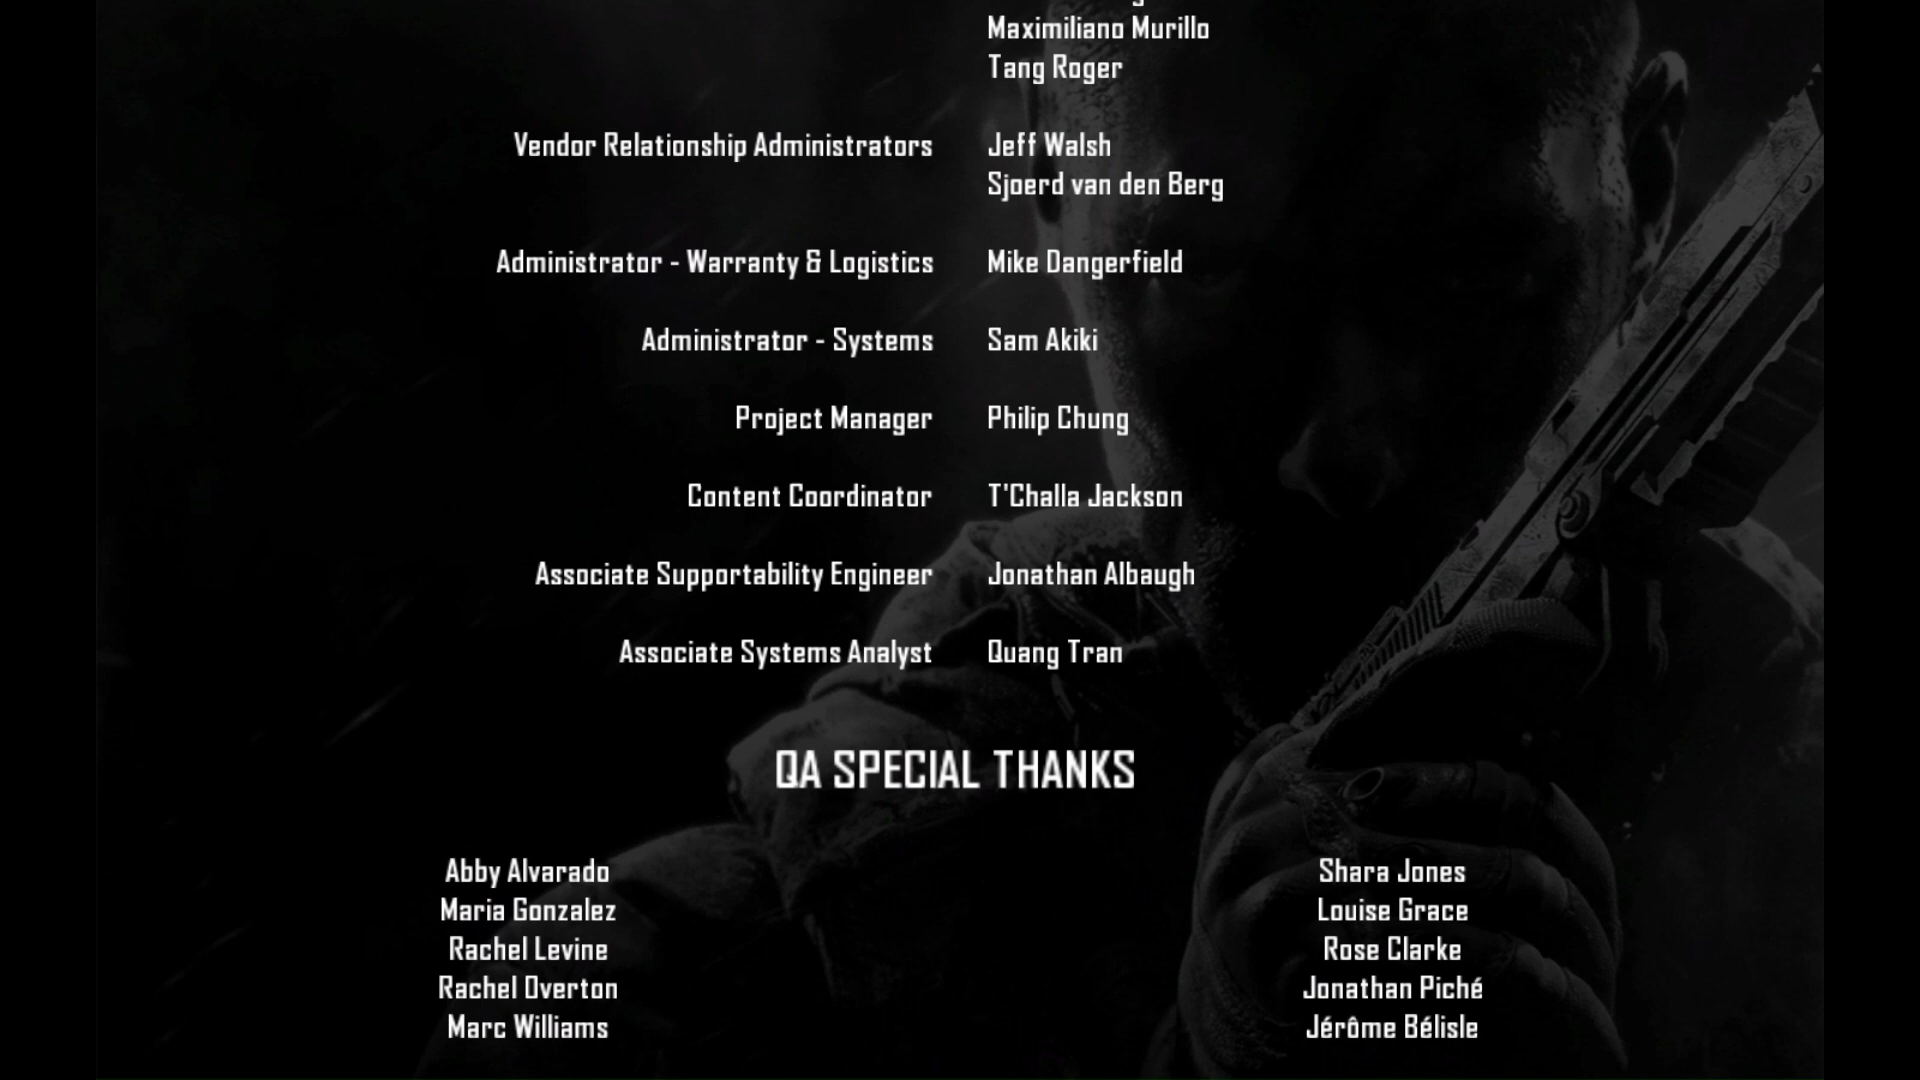 Maximiliano Murillo
Tang Roger
Vendor Relationship Administrators Jeff Walsh
Sjoerd van den Berg
Administrator - Warranty & Logistics Mike Dangerfield
Administrator - Systems Sam Akiki
Project Manager Philip Chung
Content Coordinator T'Challa Jackson
Associate Supportability Engineer Jonathan Albaugh
Associate Systems Analyst Quang Tran
QA SPECIAL THANKS
Abby Alvarado
Maria Gonzalez
Rachel Levine
Rachel Overton
Marc Williams
Shara Jones
Louise Grace
Rose Clarke
Jonathan Piché
Jérôme Bélisle